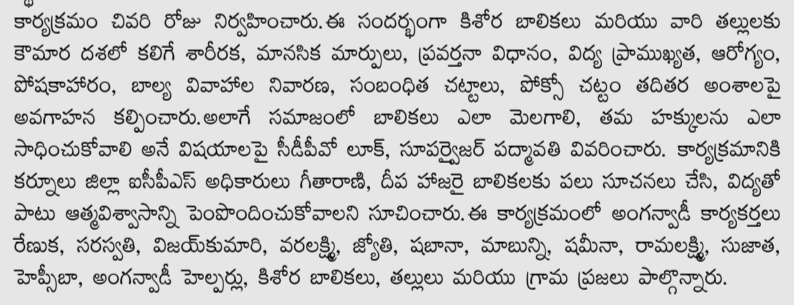 కార్యక్రమం చివరి రోజు నిర్వహించారు.ఈ సందర్భంగా కిశోర బాలికలు మరియు వారి తల్లులకు
కౌమార దశలో కలిగే శారీరక, మానసిక మార్పులు, ప్రవర్తనా విధానం, విద్య ప్రాముఖ్యత, ఆరోగ్యం,
పోషకాహారం, బాల్య వివాహాల నివారణ, సంబంధిత చట్టాలు, పోక్సో చట్టం తదితర అంశాలపై
అవగాహన కల్పించారు.అలాగే సమాజంలో బాలికలు ఎలా మెలగాలి, తమ హక్కులను ఎలా
సాధించుకోవాలి అనే విషయాలపై సీడీపీవో లూక్, సూపర్వైజర్ పద్మావతి వివరించారు. కార్యక్రమానికి
కర్నూలు జిల్లా ఐసీపీఎస్ అధికారులు గీతారాణి, దీప హాజరై బాలికలకు పలు సూచనలు చేసి, విద్యతో
పాటు ఆత్మవిశ్వాసాన్ని పెంపొందించుకోవాలని సూచించారు.ఈ కార్యక్రమంలో అంగన్వాడీ కార్యకర్తలు
రేణుక, సరస్వతి, విజయ్‌కుమారి, వరలక్ష్మి, జ్యోతి, షబానా, మాబున్ని, షమీనా, రామలక్ష్మి, సుజాత,
హెప్సీబా, అంగన్వాడీ హెల్పర్లు, కిశోర బాలికలు, తల్లులు మరియు గ్రామ ప్రజలు పాల్గొన్నారు.